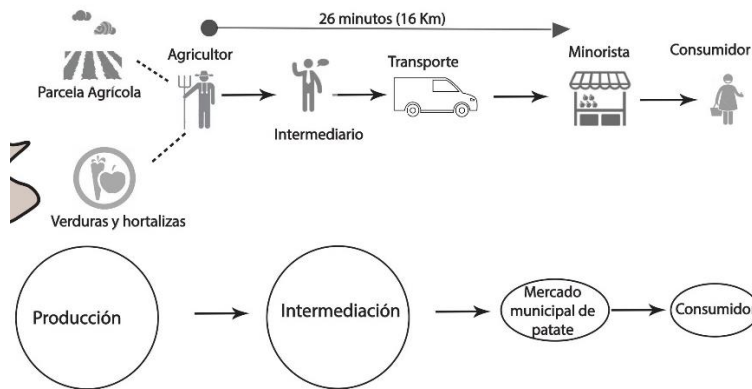 26 minutos (16 Km)
Agricultor
Transporte
Minorista
Consumidor
Parcela Agrícola
Intermediario
Verduras y hortalizas
Producción
Intermediación
Mercado
municipal de
patate
Consumidor